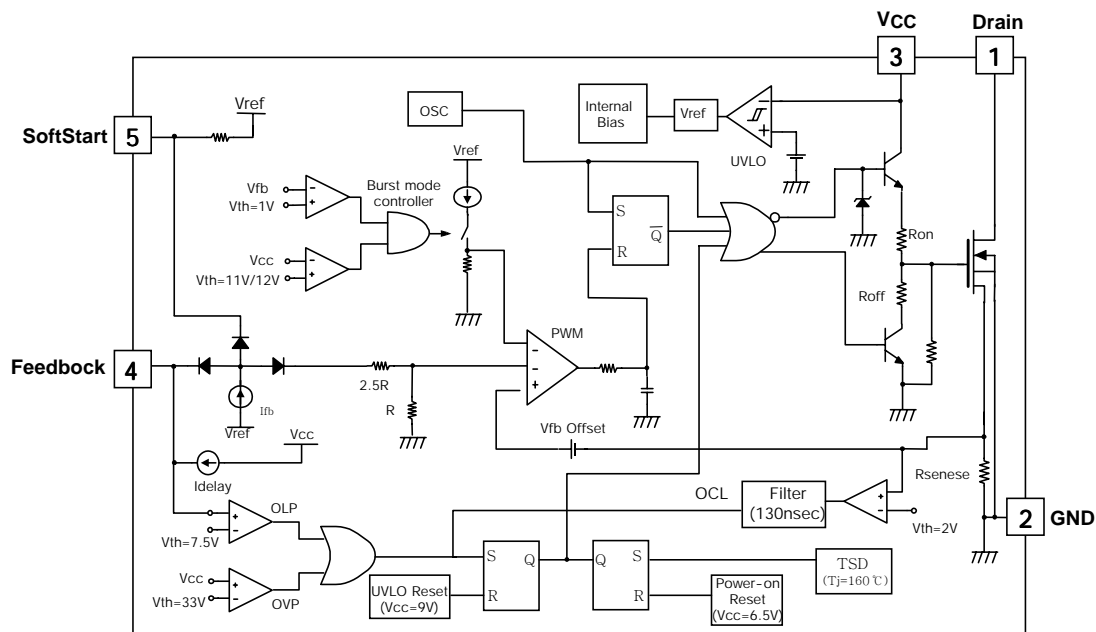 VCC
Drain
3
1
Vref
OSC
Internal
Bias
Vref
SoftStart
5
UVLO
Vref
Burst mode
controller
Vfb
Vth=1V
S
Q
R
Ron
Vcc
Vth=11V/12V
Roff
PWM
Feedbock
4
2.5R
Ifb
R
Vref
Vcc
Vfb Offset
Idelay
Rsenese
OCL
Filter
(130nsec)
OLP
Vth=2V
2
GND
Vth=7.5V
S
Q
Q
S
TSD
(Tj=160℃)
Vcc
UVLO Reset
(Vcc=9V)
R
R
Power-on
Reset
(Vcc=6.5V)
Vth=33V
OVP